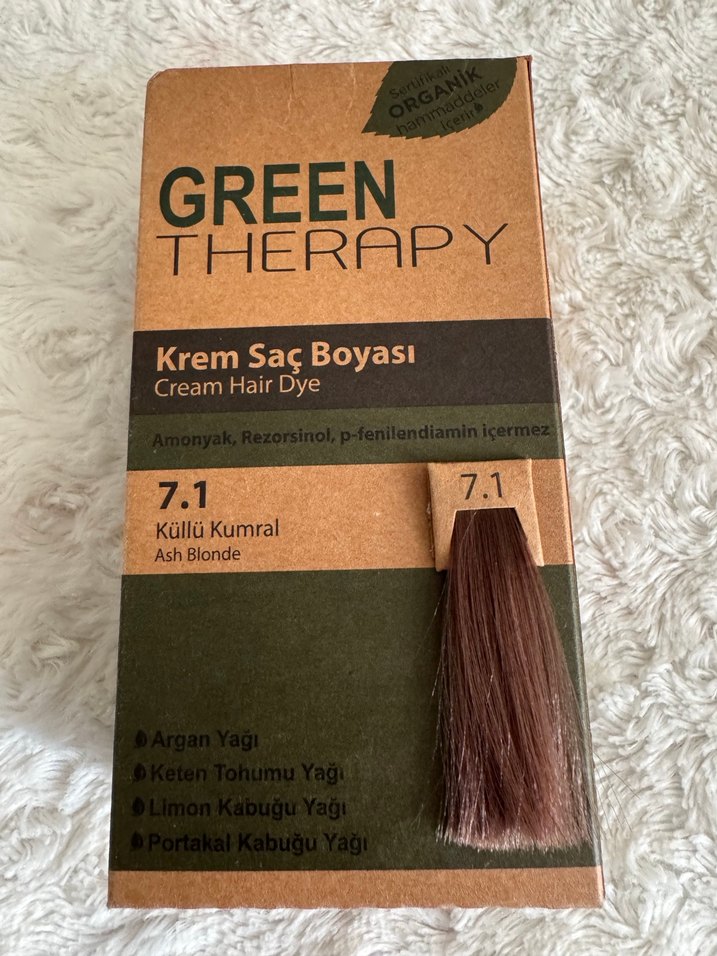 Sertifikalı
ORGANİK
hammaddeler
içerir
GREEN
THERAPY
Krem Saç Boyası
Cream Hair Dye
Amonyak, Rezorsinol, p-fenilendiamin içermez
7.1
Küllü Kumral
Ash Blonde
7.1
Argan Yağı
Keten Tohumu Yağı
Limon Kabuğu Yağı
Portakal Kabuğu Yağı